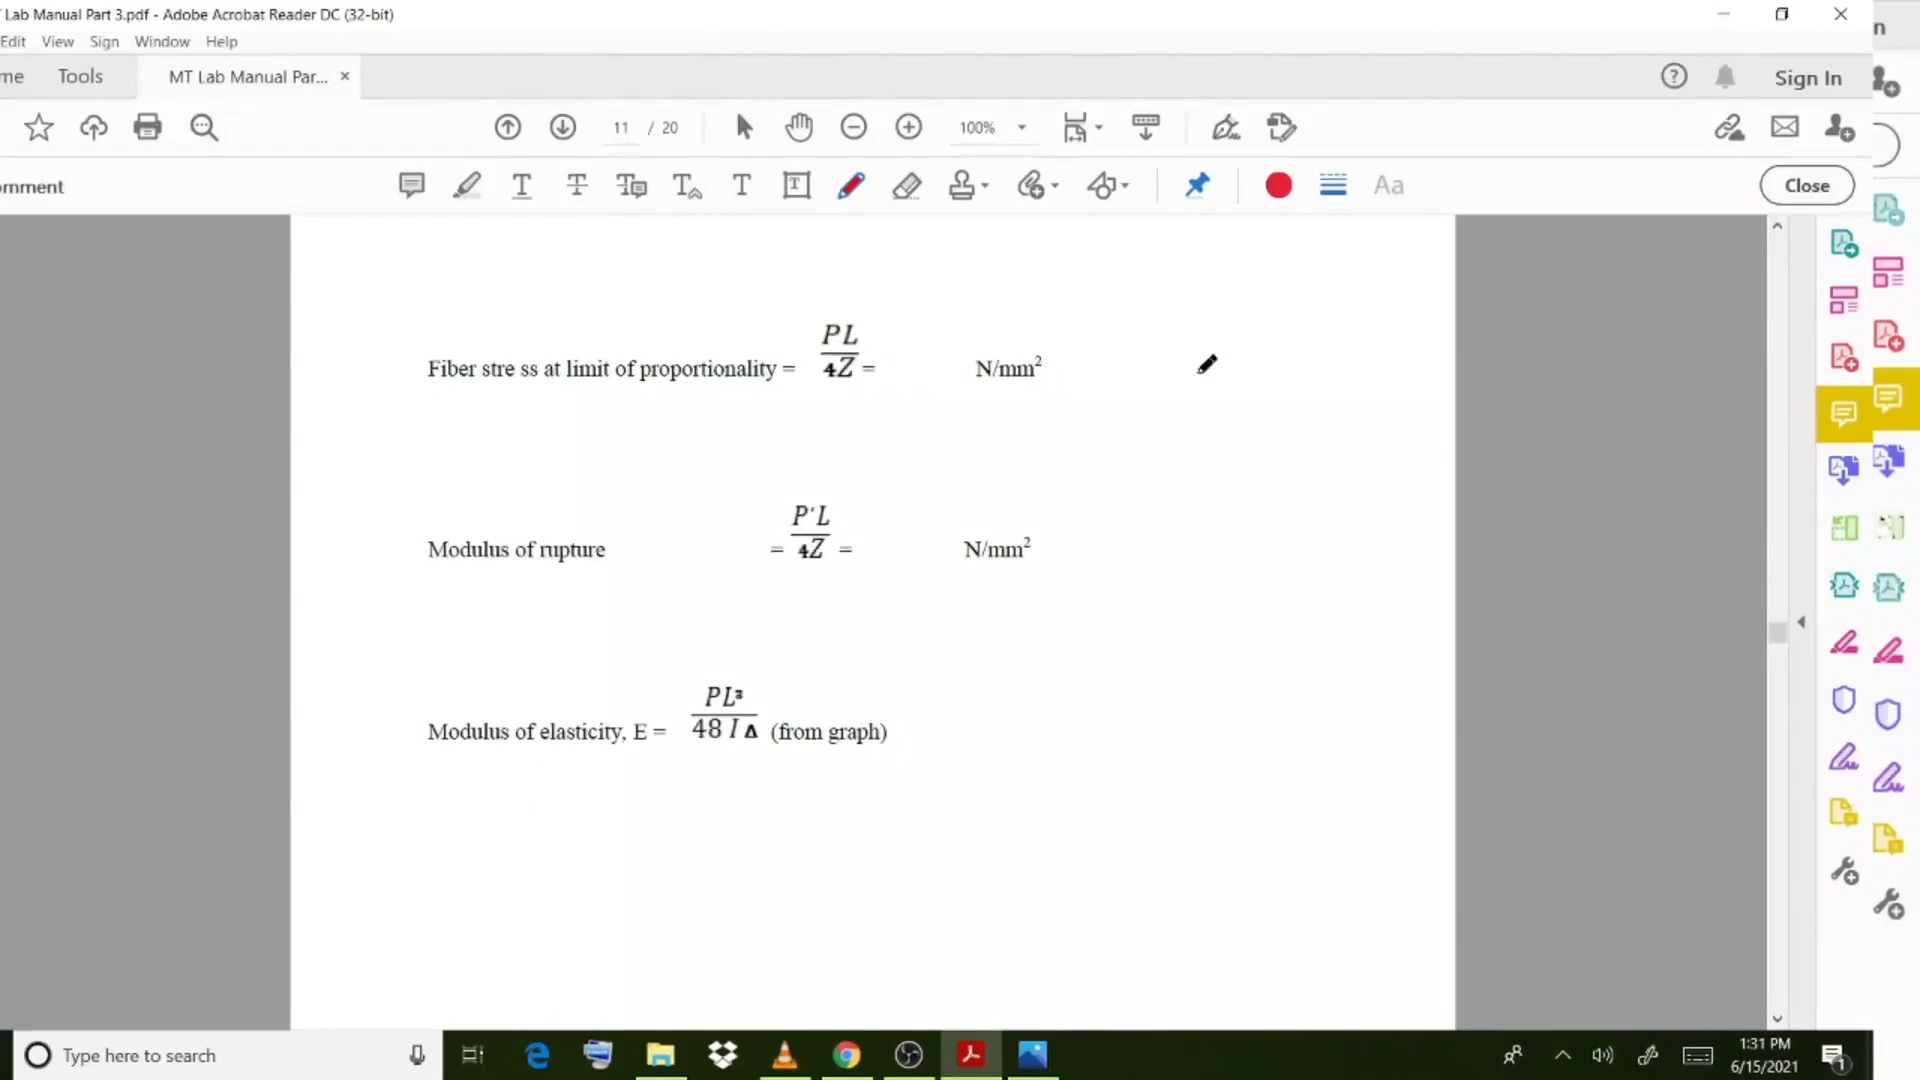 Lab Manual Part 3.pdf - Adobe Acrobat Reader DC (32-bit)
Edit View Sign Window Help
me Tools MT Lab Manual Par... ×
Sign In
11 / 20 100%
omment Aa Close
Fiber stre ss at limit of proportionality = PL / 4Z = N/mm²
Modulus of rupture = P'L / 4Z = N/mm²
Modulus of elasticity, E = PL³ / 48 I Δ (from graph)
Type here to search
1:31 PM
6/15/2021
1